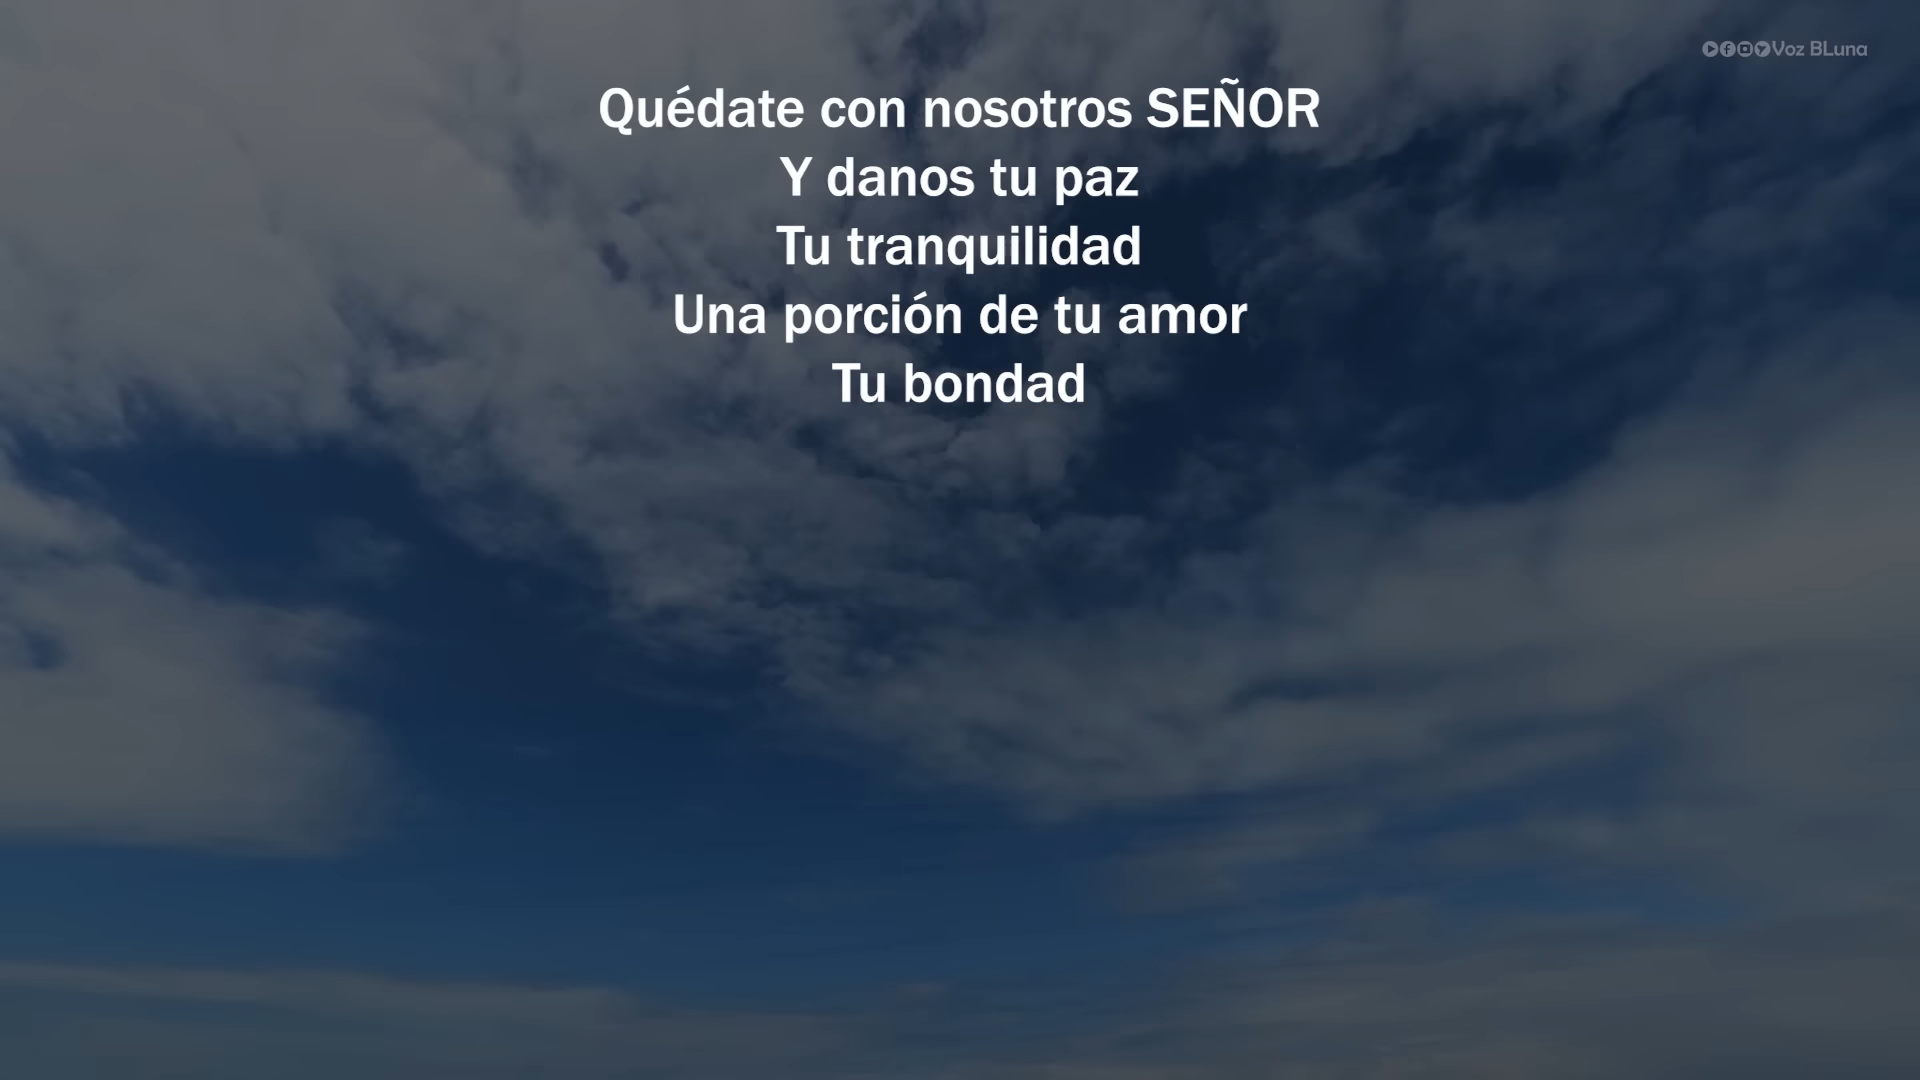 Voz BLuna
Quédate con nosotros SEÑOR
Y danos tu paz
Tu tranquilidad
Una porción de tu amor
Tu bondad